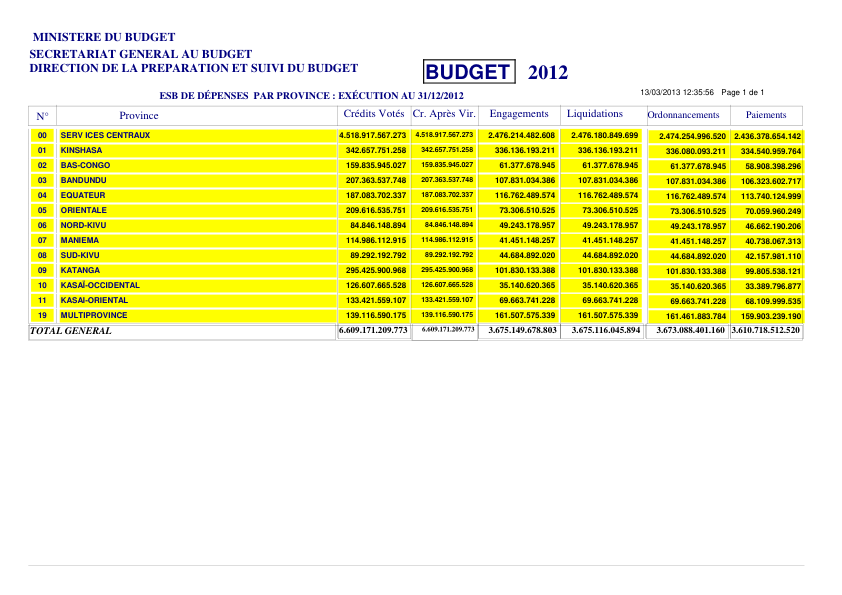 MINISTERE DU BUDGET
SECRETARIAT GENERAL AU BUDGET
DIRECTION DE LA PREPARATION ET SUIVI DU BUDGET
BUDGET 2012
ESB DE DÉPENSES PAR PROVINCE : EXÉCUTION AU 31/12/2012
13/03/2013 12:35:56 Page 1 de 1
N° Province Crédits Votés Cr. Après Vir. Engagements Liquidations Ordonnancements Paiements
00 SERV ICES CENTRAUX 4.518.917.567.273 4.518.917.567.273 2.476.214.482.608 2.476.180.849.699 2.474.254.996.520 2.436.378.654.142
01 KINSHASA 342.657.751.258 342.657.751.258 336.136.193.211 336.136.193.211 336.080.093.211 334.540.959.764
02 BAS-CONGO 159.835.945.027 159.835.945.027 61.377.678.945 61.377.678.945 61.377.678.945 58.908.398.296
03 BANDUNDU 207.363.537.748 207.363.537.748 107.831.034.386 107.831.034.386 107.831.034.386 106.323.602.717
04 EQUATEUR 187.083.702.337 187.083.702.337 116.762.489.574 116.762.489.574 116.762.489.574 113.740.124.999
05 ORIENTALE 209.616.535.751 209.616.535.751 73.306.510.525 73.306.510.525 73.306.510.525 70.059.960.249
06 NORD-KIVU 84.846.148.894 84.846.148.894 49.243.178.957 49.243.178.957 49.243.178.957 46.662.190.206
07 MANIEMA 114.986.112.915 114.986.112.915 41.451.148.257 41.451.148.257 41.451.148.257 40.738.067.313
08 SUD-KIVU 89.292.192.792 89.292.192.792 44.684.892.020 44.684.892.020 44.684.892.020 42.157.981.110
09 KATANGA 295.425.900.968 295.425.900.968 101.830.133.388 101.830.133.388 101.830.133.388 99.805.538.121
10 KASAÏ-OCCIDENTAL 126.607.665.528 126.607.665.528 35.140.620.365 35.140.620.365 35.140.620.365 33.389.796.877
11 KASAI-ORIENTAL 133.421.559.107 133.421.559.107 69.663.741.228 69.663.741.228 69.663.741.228 68.109.999.535
19 MULTIPROVINCE 139.116.590.175 139.116.590.175 161.507.575.339 161.507.575.339 161.461.883.784 159.903.239.190
TOTAL GENERAL 6.609.171.209.773 6.609.171.209.773 3.675.149.678.803 3.675.116.045.894 3.673.088.401.160 3.610.718.512.520